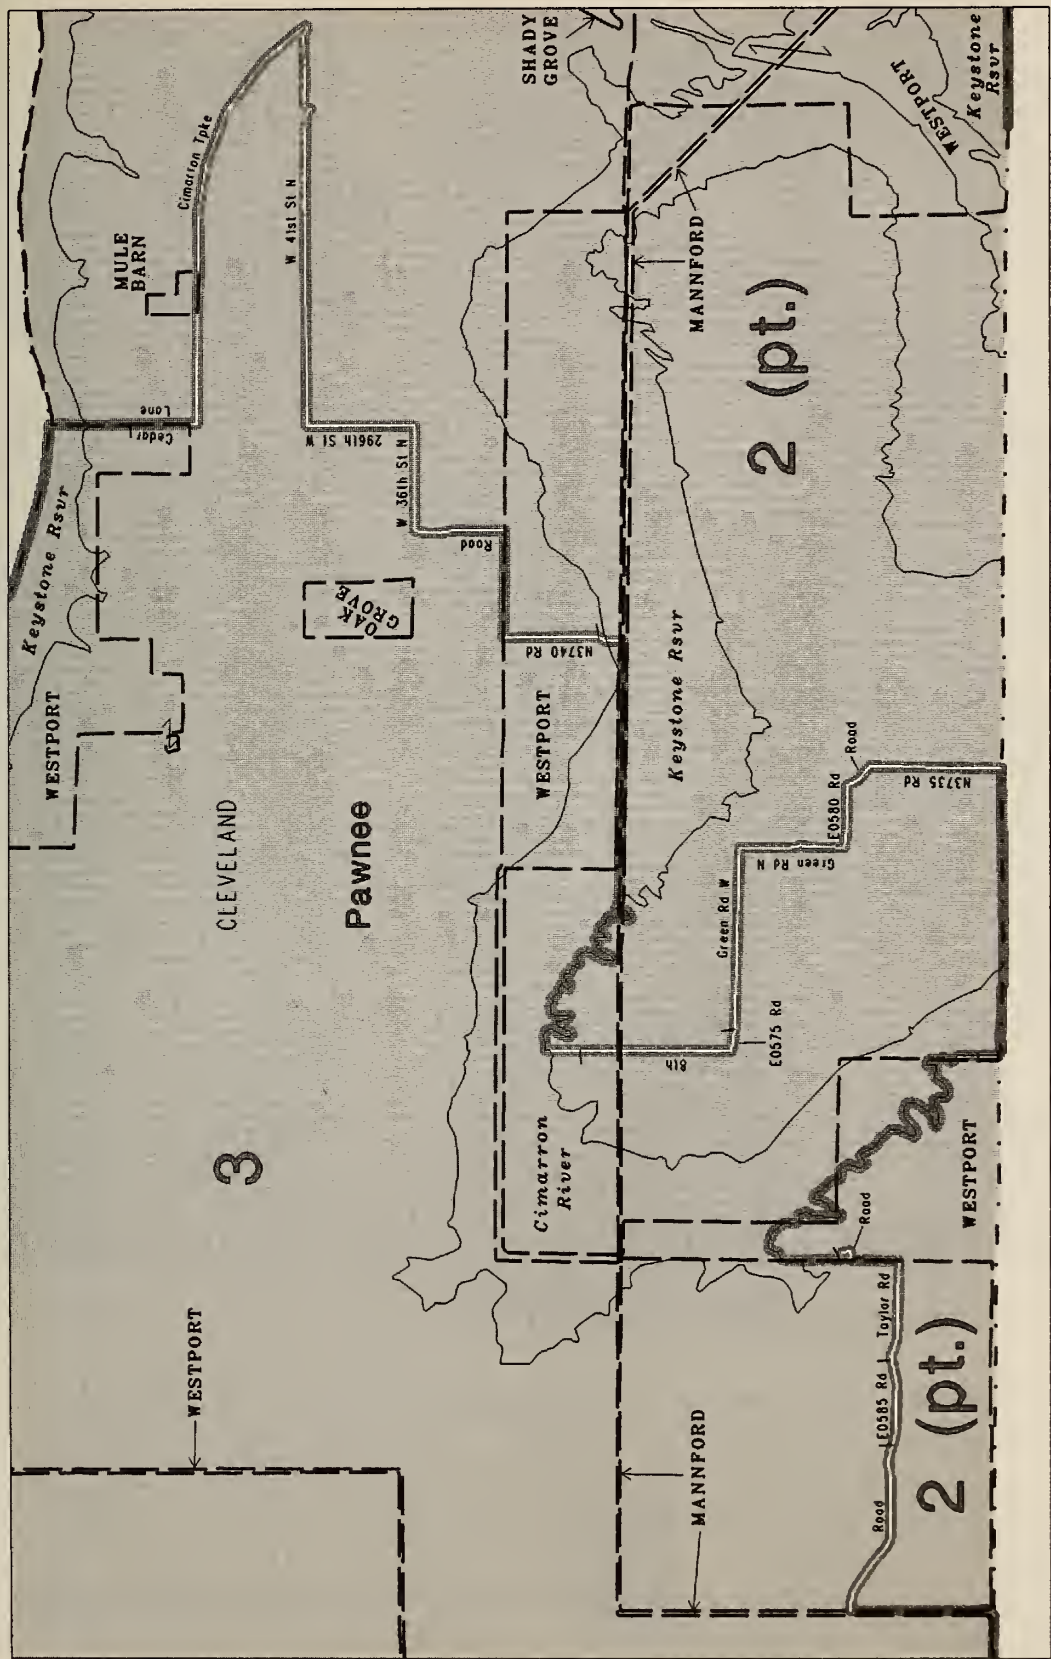 Keystone Rsvr
WESTPORT
Cedar
Lane
MULE
BARN
Cimarron Tpke
W 41st St N
296th St W
W 36th St N
Road
OAK
GROVE
N3740 Rd
WESTPORT
CLEVELAND
Pawnee
3
WESTPORT
SHADY
GROVE
WESTPORT
Keystone
Rsvr
MANNFORD
2 (pt.)
Keystone Rsvr
Cimarron
River
8th
E0575 Rd
Green Rd W
Green Rd N
E0580 Rd
Road
N3735 Rd
WESTPORT
Road
Taylor Rd
E0585 Rd
Road
MANNFORD
2 (pt.)